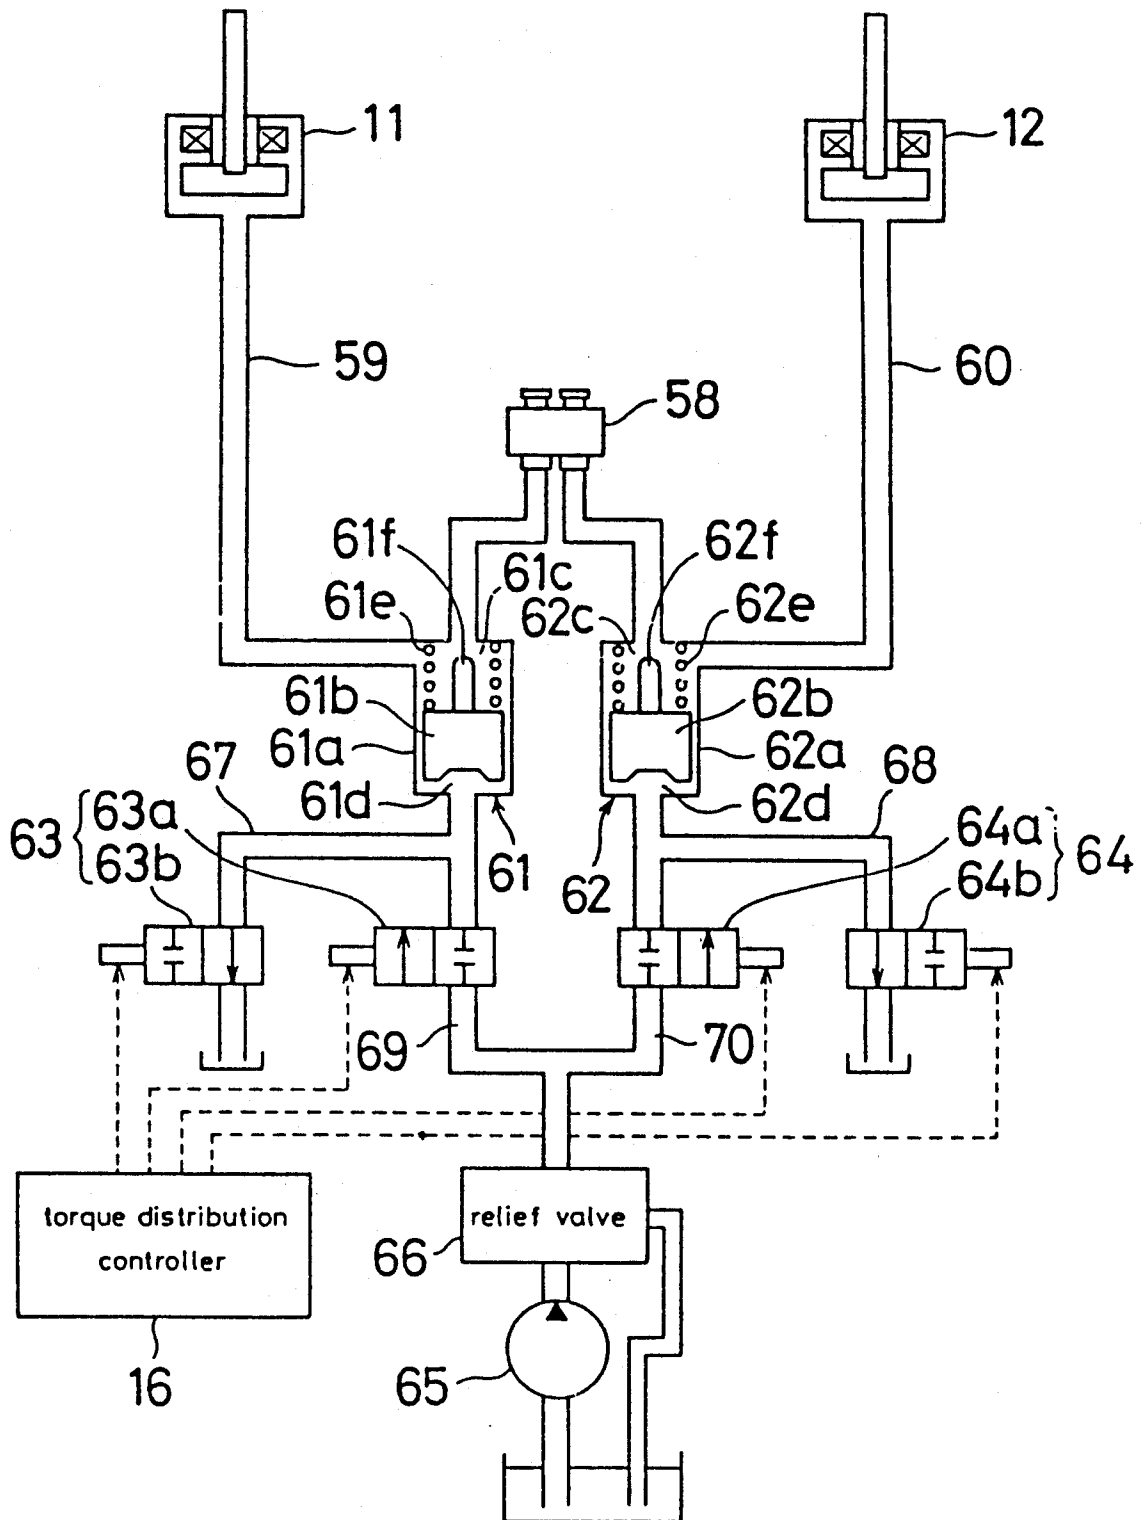 11
12
59
60
58
61f
62f
61c
61e
62c
62e
61b
62b
61a
62a
67
68
61d
62d
63a
64a
63
61
62
64
63b
64b
69
70
torque distribution
controller
relief valve
66
16
65